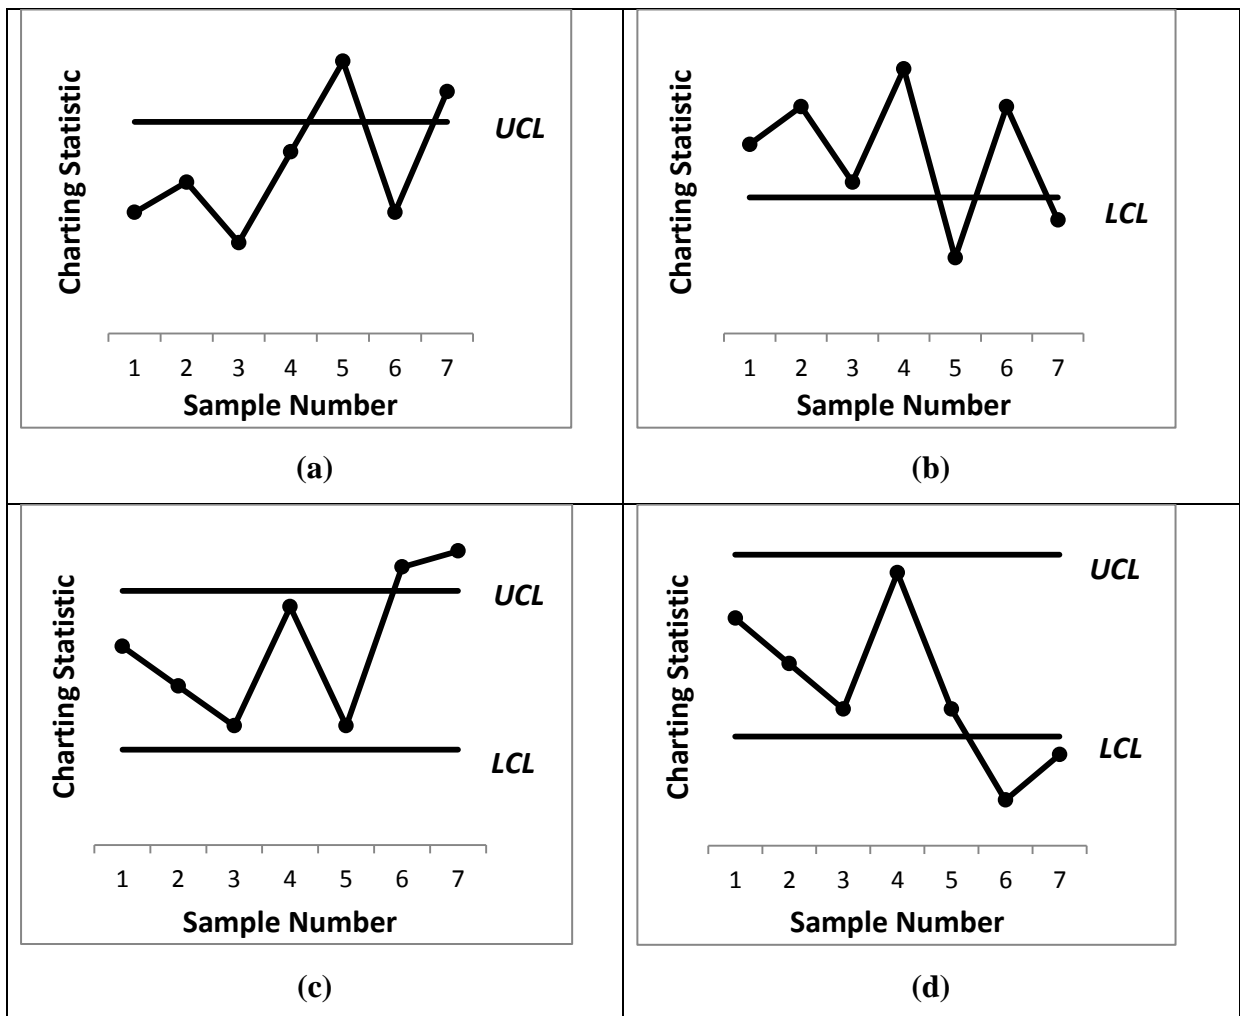 Charting Statistic
UCL
1 2 3 4 5 6 7
Sample Number
(a)
Charting Statistic
LCL
1 2 3 4 5 6 7
Sample Number
(b)
Charting Statistic
UCL
LCL
1 2 3 4 5 6 7
Sample Number
(c)
Charting Statistic
UCL
LCL
1 2 3 4 5 6 7
Sample Number
(d)